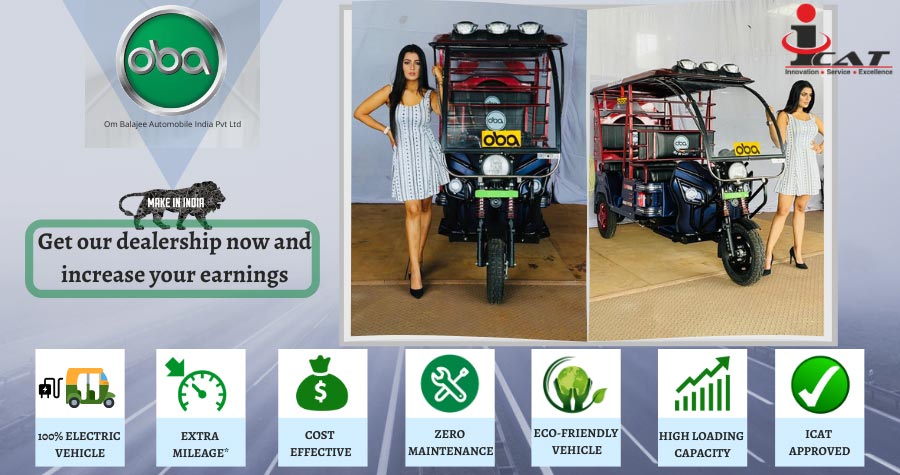 oba
Om Balajee Automobile India Pvt Ltd
iCAT
Innovation • Service • Excellence
oba
oba
oba
oba
MAKE IN INDIA
Get our dealership now and
increase your earnings
100% ELECTRIC
VEHICLE
EXTRA
MILEAGE*
$
COST
EFFECTIVE
ZERO
MAINTENANCE
ECO-FRIENDLY
VEHICLE
HIGH LOADING
CAPACITY
ICAT
APPROVED